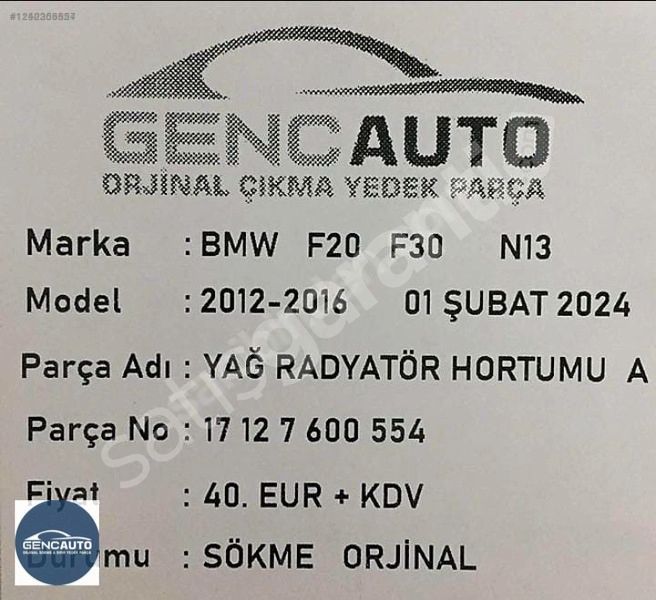 GENCAUTO
ORJİNAL ÇIKMA YEDEK PARÇA
Marka : BMW F20 F30 N13
Model : 2012-2016 01 ŞUBAT 2024
Parça Adı : YAĞ RADYATÖR HORTUMU A
Parça No : 17 12 7 600 554
Fiyat : 40. EUR + KDV
Durumu : SÖKME ORJİNAL
GENCAUTO